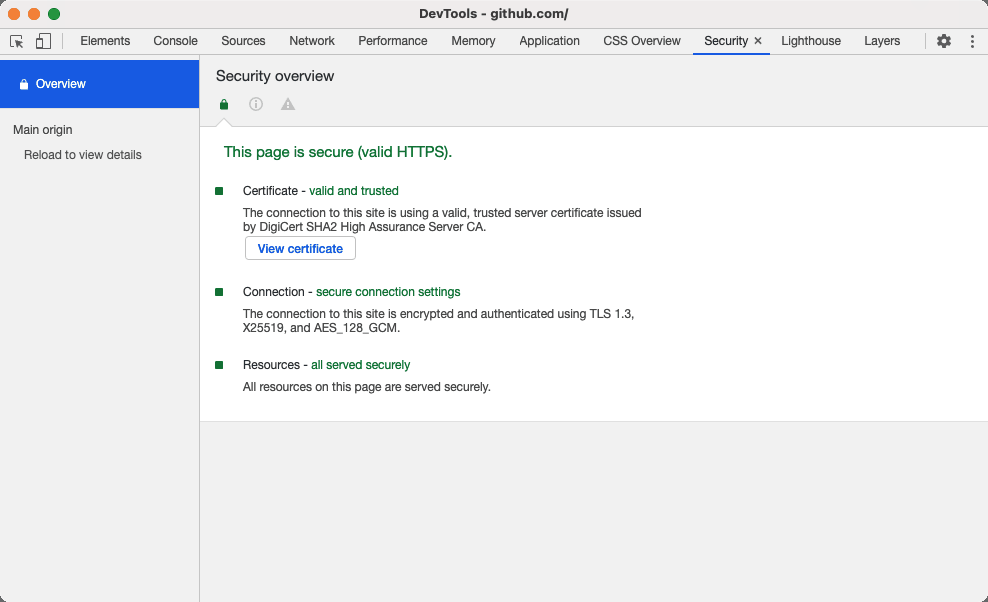 DevTools - github.com/
Elements Console Sources Network Performance Memory Application CSS Overview Security Lighthouse Layers
Overview
Main origin
Reload to view details
Security overview
This page is secure (valid HTTPS).
Certificate - valid and trusted
The connection to this site is using a valid, trusted server certificate issued
by DigiCert SHA2 High Assurance Server CA.
View certificate
Connection - secure connection settings
The connection to this site is encrypted and authenticated using TLS 1.3,
X25519, and AES_128_GCM.
Resources - all served securely
All resources on this page are served securely.